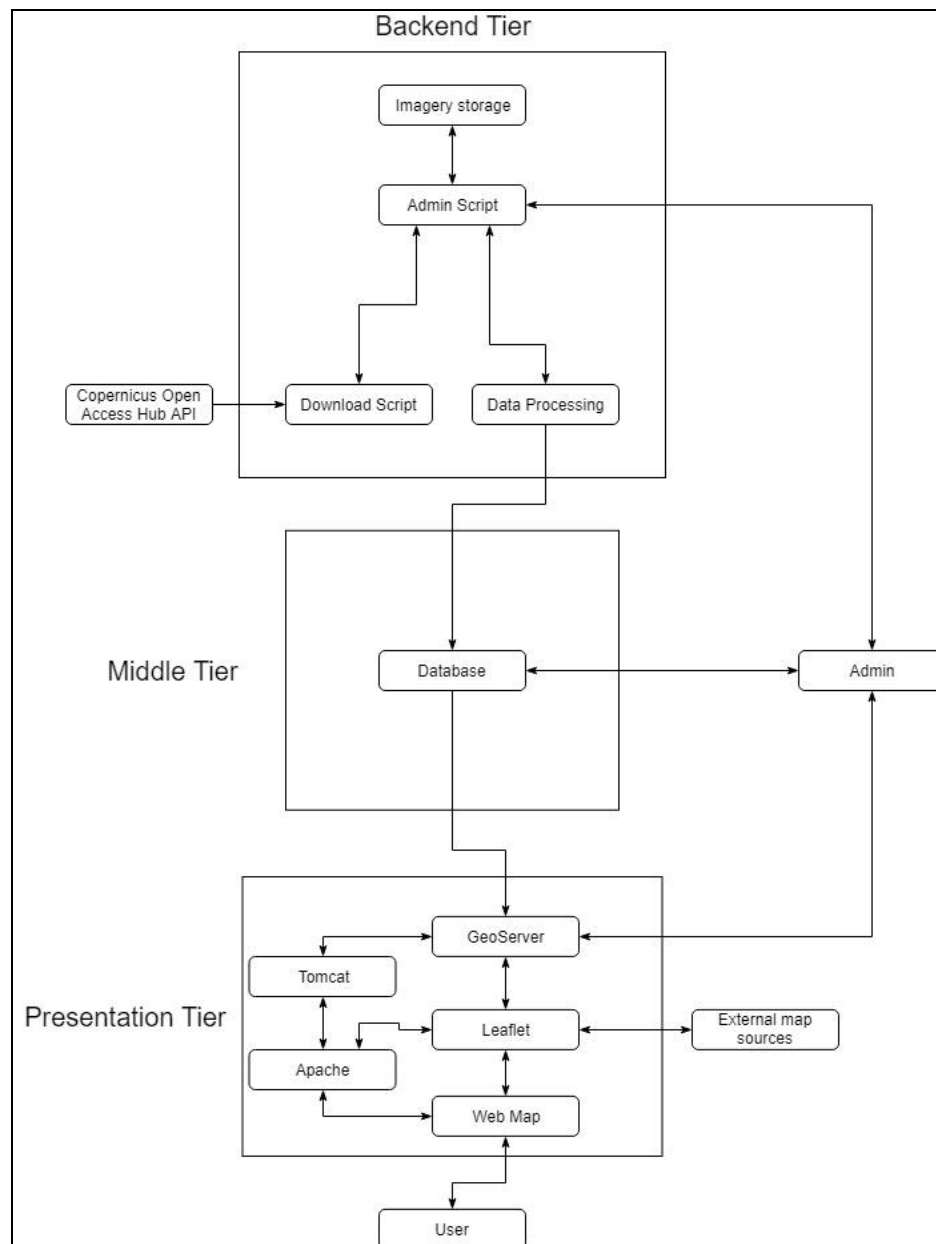 Backend Tier
Imagery storage
Admin Script
Copernicus Open
Access Hub API
Download Script
Data Processing
Middle Tier
Database
Admin
GeoServer
Tomcat
Presentation Tier
Leaflet
External map
sources
Apache
Web Map
User